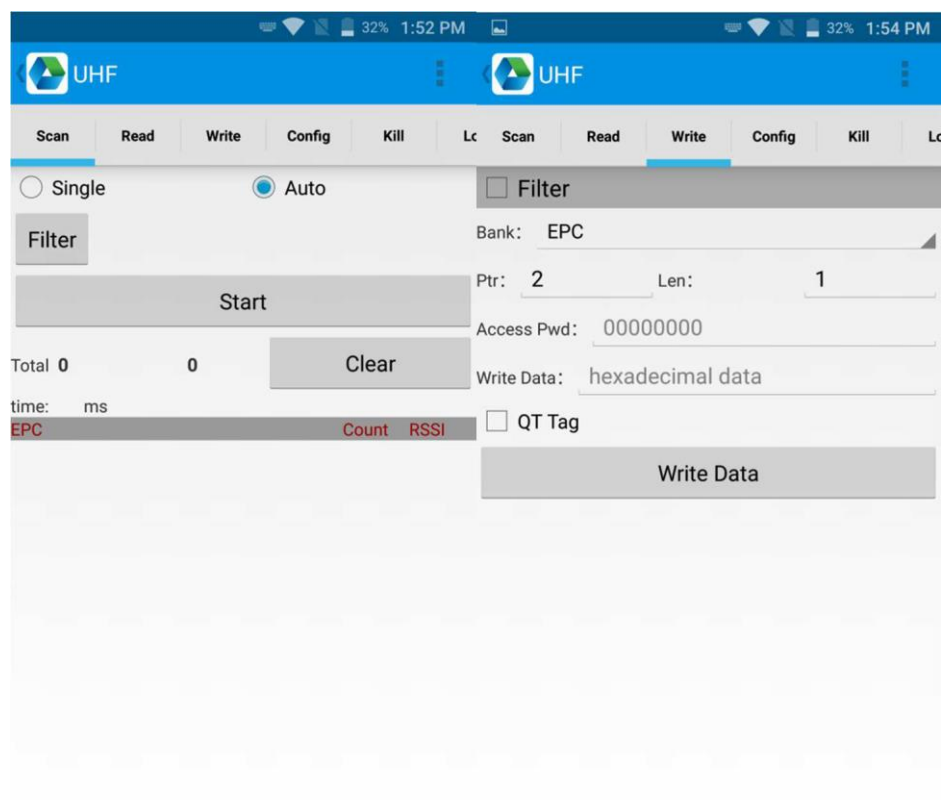 32% 1:52 PM
UHF
Scan Read Write Config Kill Lc
Single Auto
Filter
Start
Total 0 0 Clear
time: ms
EPC Count RSSI
32% 1:54 PM
UHF
Scan Read Write Config Kill Lo
Filter
Bank: EPC
Ptr: 2 Len: 1
Access Pwd: 00000000
Write Data: hexadecimal data
QT Tag
Write Data